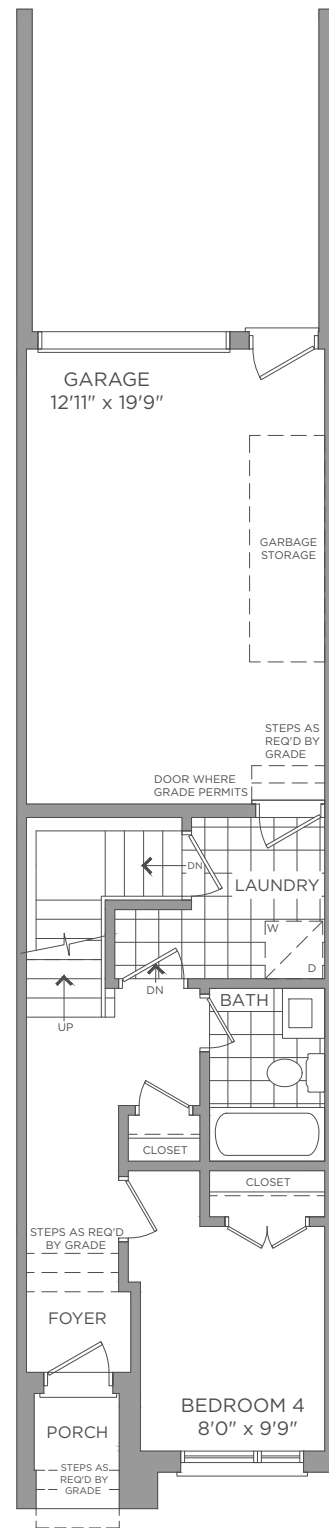 GARAGE
12'11" x 19'9"
GARBAGE
STORAGE
STEPS AS
REQ'D BY
GRADE
DOOR WHERE
GRADE PERMITS
DN
LAUNDRY
W
D
DN
UP
BATH
CLOSET
CLOSET
STEPS AS REQ'D
BY GRADE
FOYER
BEDROOM 4
8'0" x 9'9"
PORCH
STEPS AS
REQ'D BY
GRADE